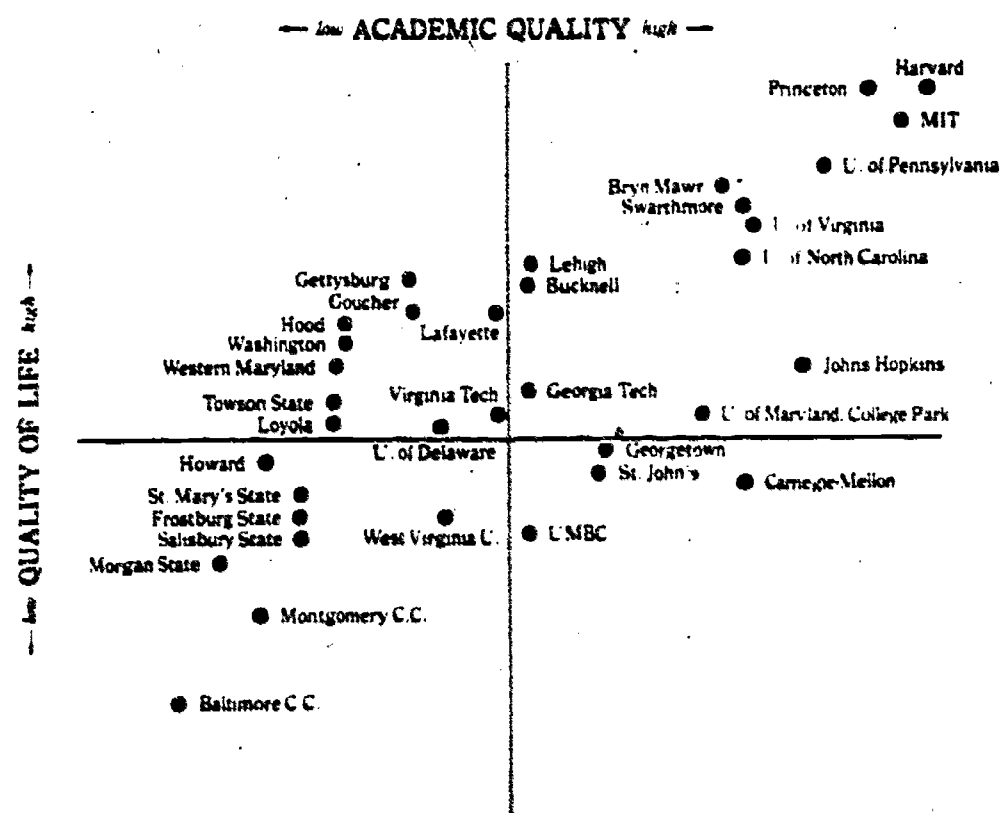 low ACADEMIC QUALITY high
Harvard
Princeton
MIT
U. of Pennsylvania
Bryn Mawr
Swarthmore
U. of Virginia
U. of North Carolina
Lehigh
Gettysburg
Bucknell
Goucher
Hood
Lafayette
Washington
Western Maryland
Johns Hopkins
Virginia Tech
Georgia Tech
Towson State
U. of Maryland, College Park
Loyola
U. of Delaware
Georgetown
Howard
St. John's
Carnegie-Mellon
St. Mary's State
Frostburg State
Salisbury State
West Virginia U.
UMBC
Morgan State
Montgomery C.C.
Baltimore C.C.
low QUALITY OF LIFE high